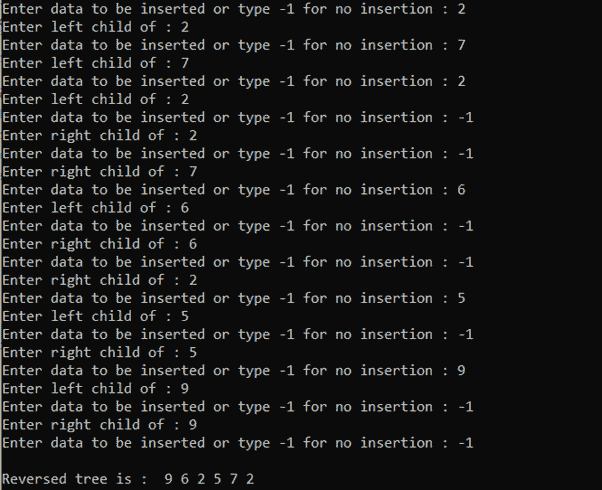 Enter data to be inserted or type -1 for no insertion : 2
Enter left child of : 2
Enter data to be inserted or type -1 for no insertion : 7
Enter left child of : 7
Enter data to be inserted or type -1 for no insertion : 2
Enter left child of : 2
Enter data to be inserted or type -1 for no insertion : -1
Enter right child of : 2
Enter data to be inserted or type -1 for no insertion : -1
Enter right child of : 7
Enter data to be inserted or type -1 for no insertion : 6
Enter left child of : 6
Enter data to be inserted or type -1 for no insertion : -1
Enter right child of : 6
Enter data to be inserted or type -1 for no insertion : -1
Enter right child of : 2
Enter data to be inserted or type -1 for no insertion : 5
Enter left child of : 5
Enter data to be inserted or type -1 for no insertion : -1
Enter right child of : 5
Enter data to be inserted or type -1 for no insertion : 9
Enter left child of : 9
Enter data to be inserted or type -1 for no insertion : -1
Enter right child of : 9
Enter data to be inserted or type -1 for no insertion : -1
Reversed tree is :  9 6 2 5 7 2